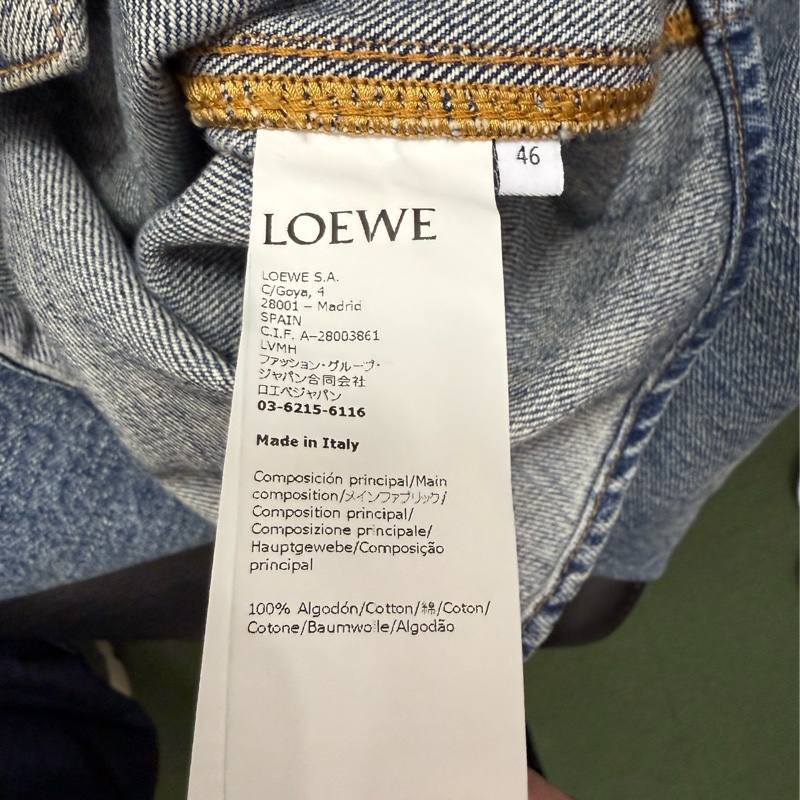 46
LOEWE
LOEWE S.A.
C/Goya, 4
28001 – Madrid
SPAIN
C.I.F. A–28003861
LVMH
ファッション・グループ・
ジャパン合同会社
ロエベジャパン
03-6215-6116
Made in Italy
Composición principal/Main
composition/メインファブリック/
Composition principal/
Composizione principale/
Hauptgewebe/Composição
principal
100% Algodón/Cotton/綿/Coton/
Cotone/Baumwolle/Algodão